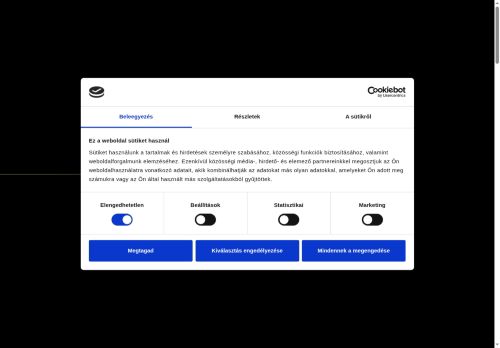 Cookiebot
by Usercentrics
Beleegyezés
Részletek
A sütikről
Ez a weboldal sütiket használ
Sütiket használunk a tartalmak és hirdetések személyre szabásához, közösségi funkciók biztosításához, valamint
weboldalforgalmunk elemzéséhez. Ezenkívül közösségi média-, hirdető- és elemező partnereinkkel megosztjuk az Ön
weboldalhasználatra vonatkozó adatait, akik kombinálhatják az adatokat más olyan adatokkal, amelyeket Ön adott meg
számukra vagy az Ön által használt más szolgáltatásokból gyűjtöttek.
Elengedhetetlen
Beállítások
Statisztikai
Marketing
Megtagad
Kiválasztás engedélyezése
Mindennek a megengedése